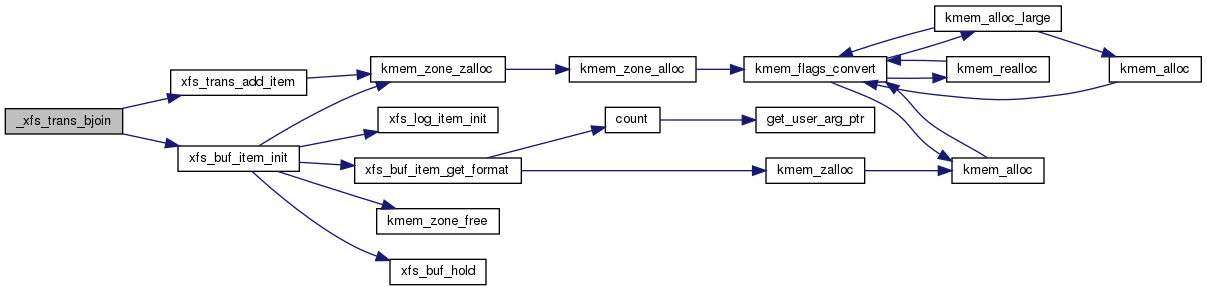 _xfs_trans_bjoin
xfs_trans_add_item
xfs_buf_item_init
kmem_zone_zalloc
xfs_log_item_init
xfs_buf_item_get_format
kmem_zone_free
xfs_buf_hold
kmem_zone_alloc
count
kmem_flags_convert
get_user_arg_ptr
kmem_zalloc
kmem_alloc_large
kmem_realloc
kmem_alloc
kmem_alloc